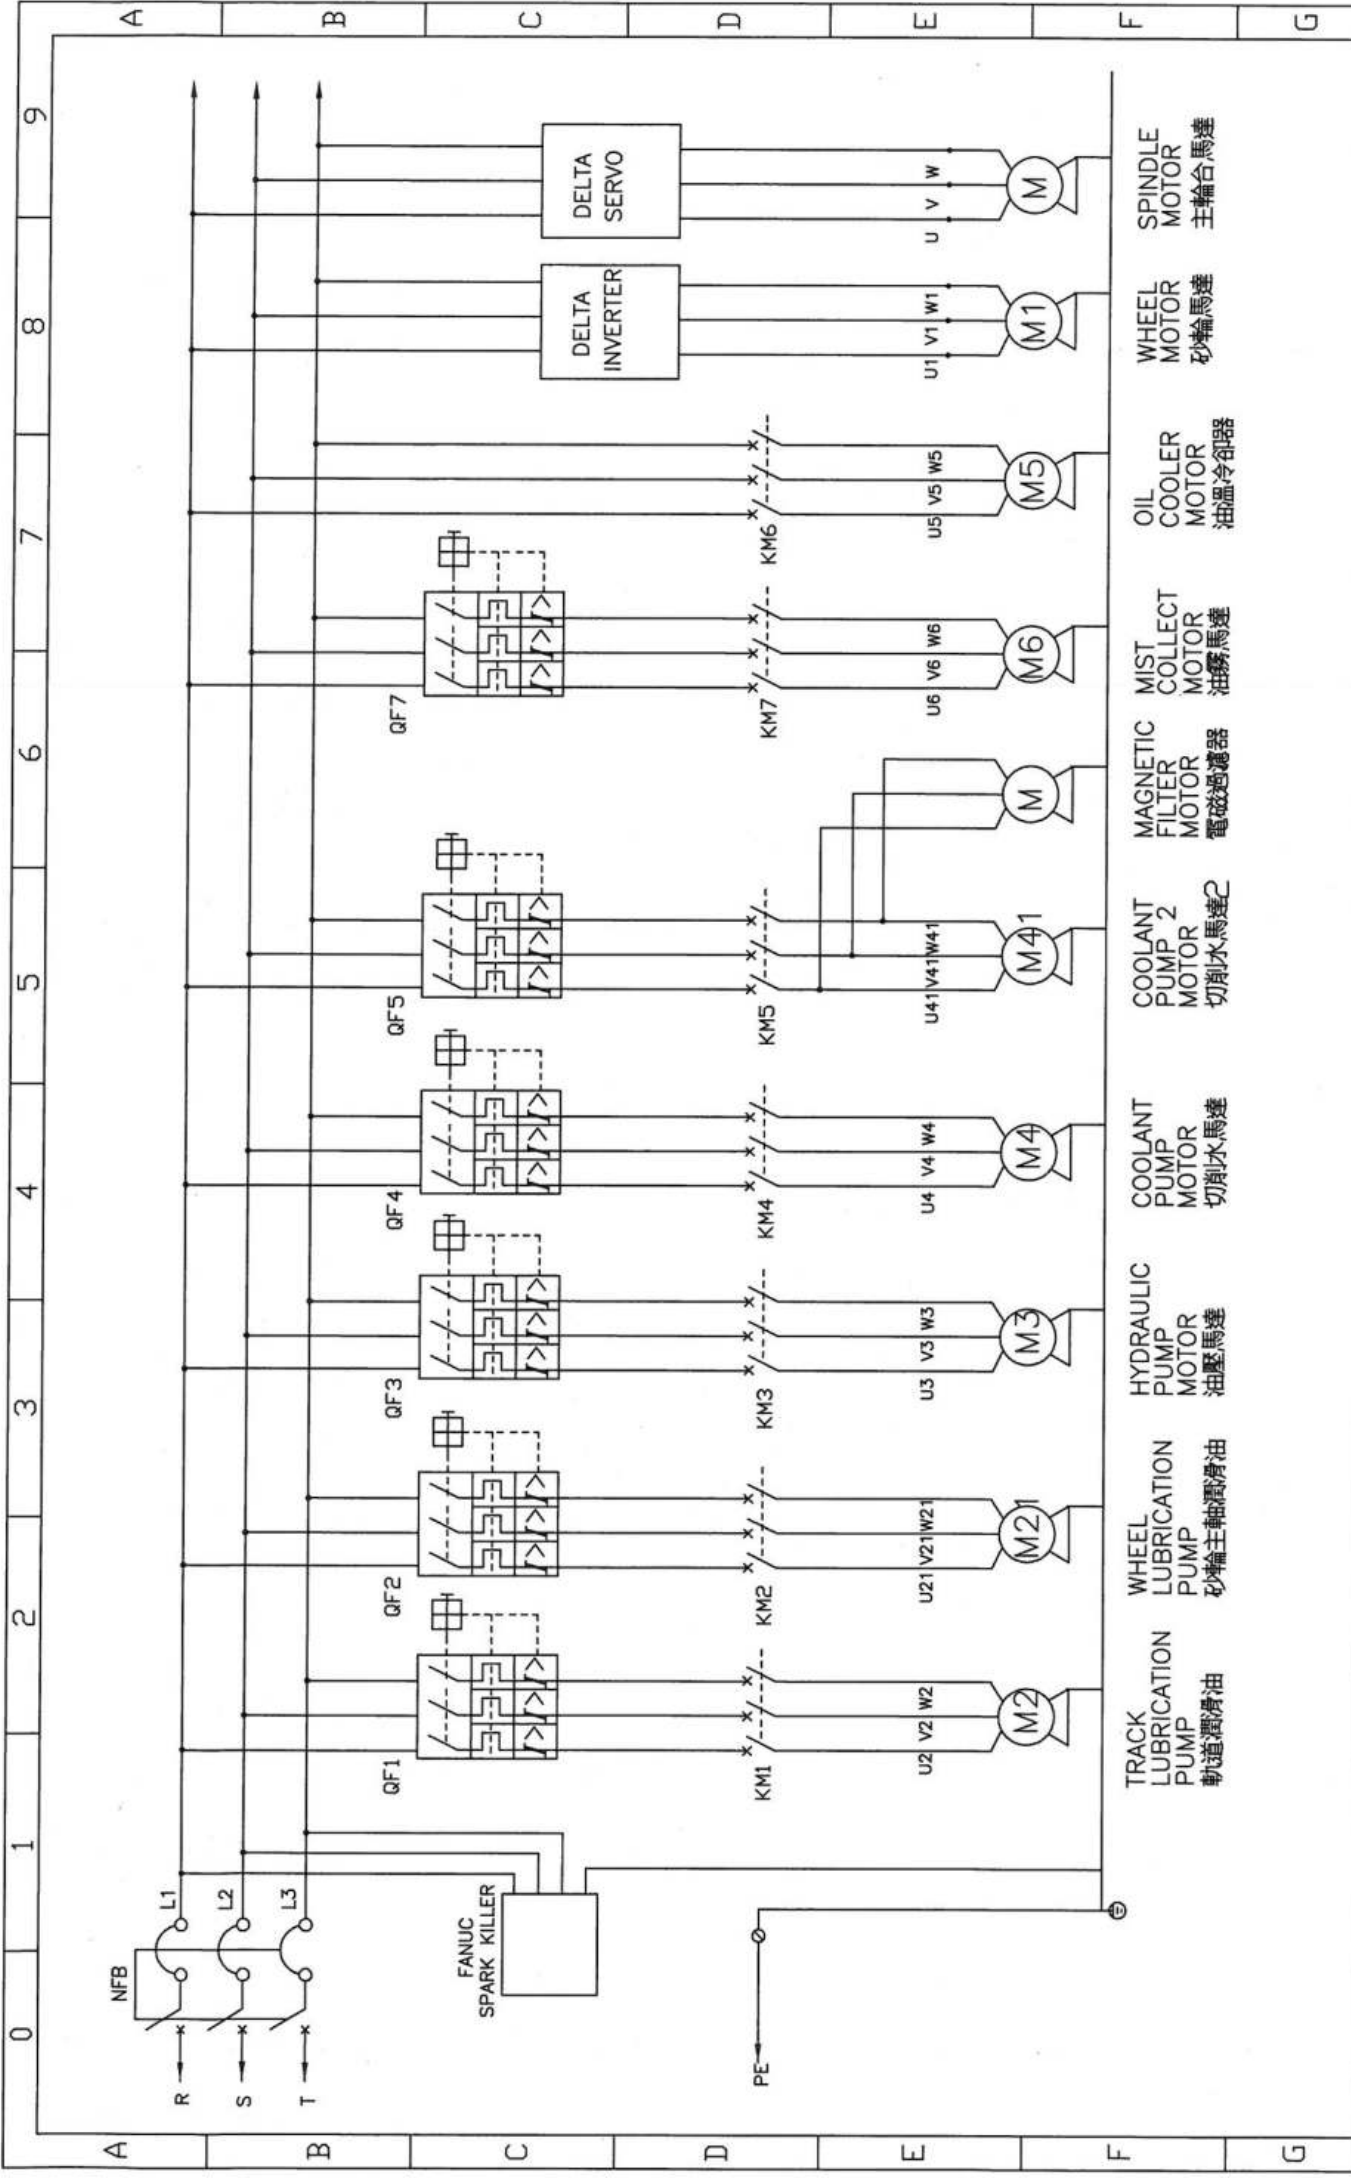 0 1 2 3 4 5 6 7 8 9
A
B
C
D
E
F
G
A
B
C
D
E
F
G
NFB
R
S
T
L1
L2
L3
FANUC
SPARK KILLER
PE
QF1
QF2
QF3
QF4
QF5
QF7
DELTA
INVERTER
DELTA
SERVO
KM1
KM2
KM3
KM4
KM5
KM7
KM6
U2 V2 W2
U21 V21 W21
U3 V3 W3
U4 V4 W4
U41 V41 W41
U6 V6 W6
U5 V5 W5
U1 V1 W1
U V W
M2
M21
M3
M4
M41
M
M6
M5
M1
M
TRACK
LUBRICATION
PUMP
軌道潤滑油
WHEEL
LUBRICATION
PUMP
砂輪主軸潤滑油
HYDRAULIC
PUMP
MOTOR
油壓馬達
COOLANT
PUMP
MOTOR
切削水馬達
COOLANT
PUMP 2
MOTOR
切削水馬達2
MAGNETIC
FILTER
MOTOR
電磁過濾器
MIST
COLLECT
MOTOR
油霧馬達
OIL
COOLER
MOTOR
油溫冷卻器
WHEEL
MOTOR
砂輪馬達
SPINDLE
MOTOR
主輪台馬達